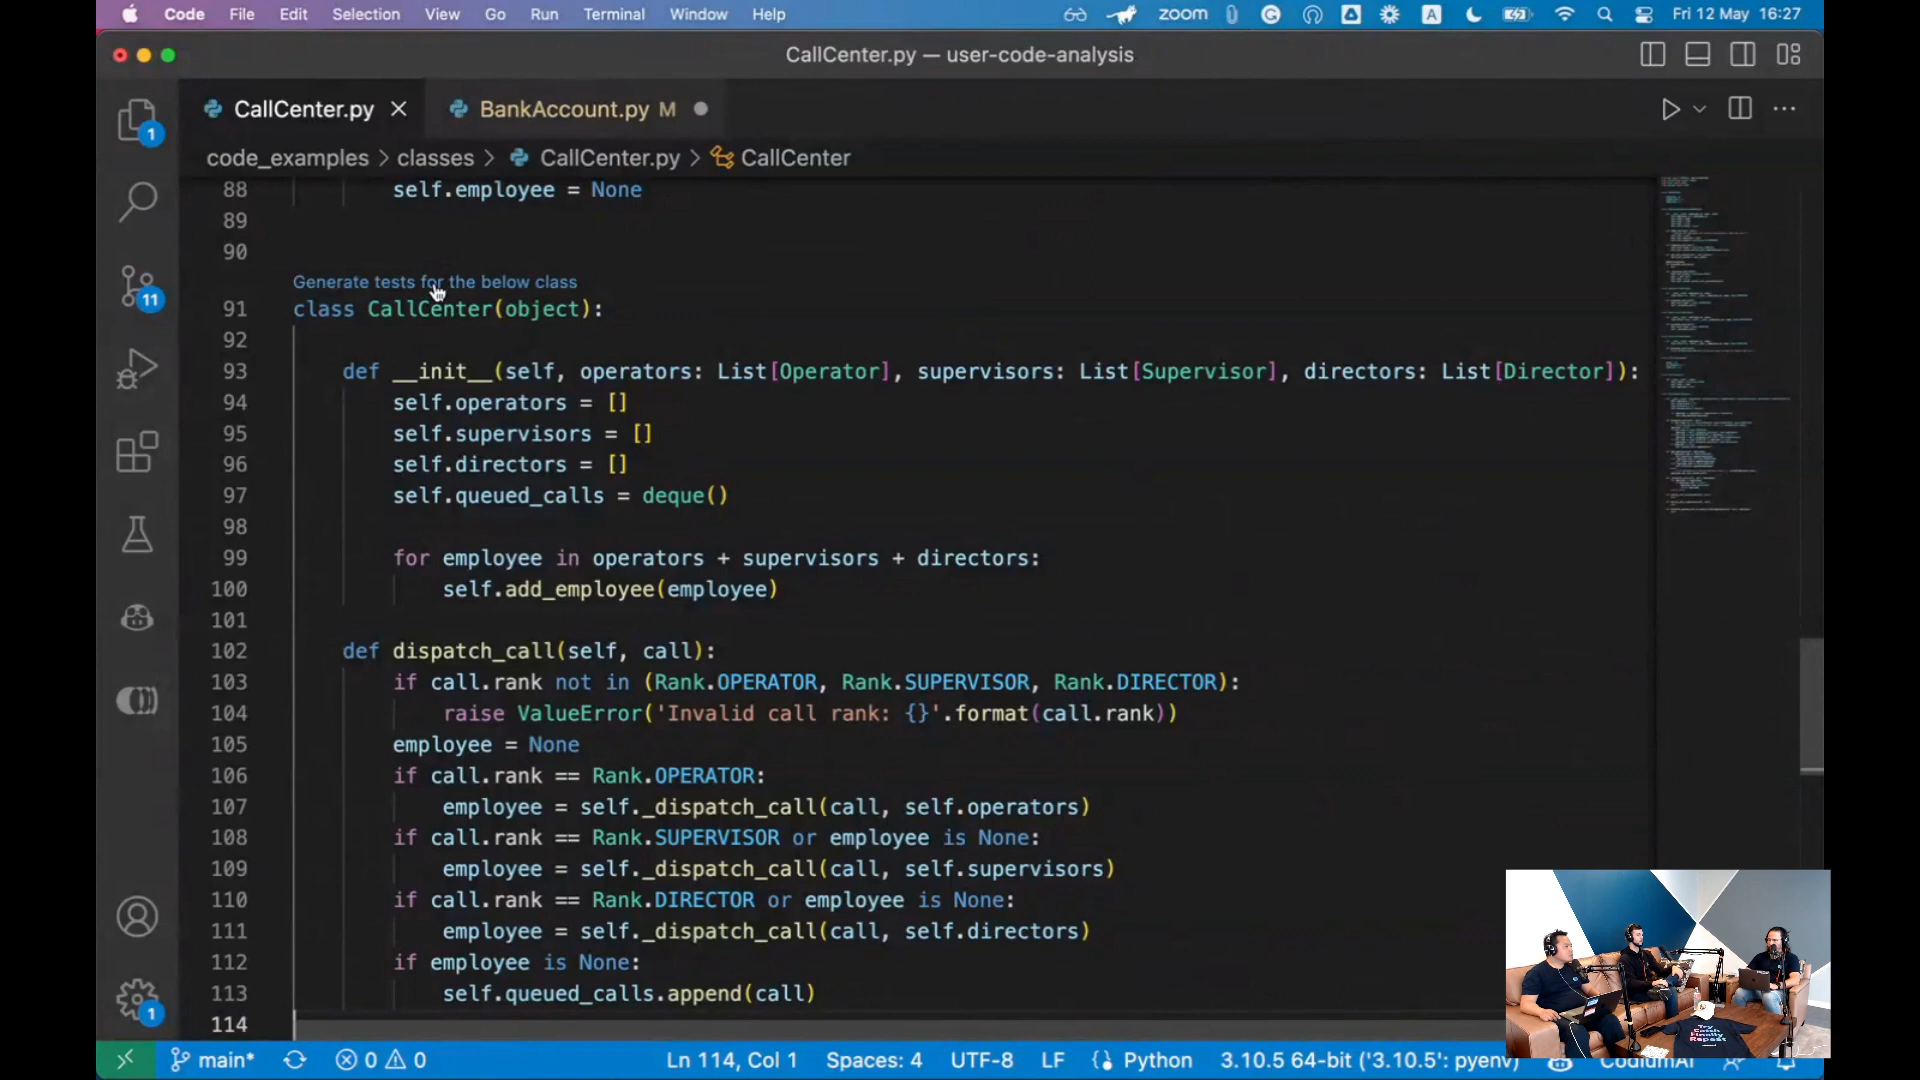 Code File Edit Selection View Go Run Terminal Window Help zoom A Fri 12 May 16:27
CallCenter.py — user-code-analysis
CallCenter.py BankAccount.py M
code_examples > classes > CallCenter.py > CallCenter
88 self.employee = None
89
90
Generate tests for the below class
91 class CallCenter(object):
92
93 def __init__(self, operators: List[Operator], supervisors: List[Supervisor], directors: List[Director]):
94 self.operators = []
95 self.supervisors = []
96 self.directors = []
97 self.queued_calls = deque()
98
99 for employee in operators + supervisors + directors:
100 self.add_employee(employee)
101
102 def dispatch_call(self, call):
103 if call.rank not in (Rank.OPERATOR, Rank.SUPERVISOR, Rank.DIRECTOR):
104 raise ValueError('Invalid call rank: {}'.format(call.rank))
105 employee = None
106 if call.rank == Rank.OPERATOR:
107 employee = self._dispatch_call(call, self.operators)
108 if call.rank == Rank.SUPERVISOR or employee is None:
109 employee = self._dispatch_call(call, self.supervisors)
110 if call.rank == Rank.DIRECTOR or employee is None:
111 employee = self._dispatch_call(call, self.directors)
112 if employee is None:
113 self.queued_calls.append(call)
114
1
11
1
Try
Catch
Finally
Repeat
main* 0 0 Ln 114, Col 1 Spaces: 4 UTF-8 LF Python 3.10.5 64-bit ('3.10.5': pyenv) CodiumAI